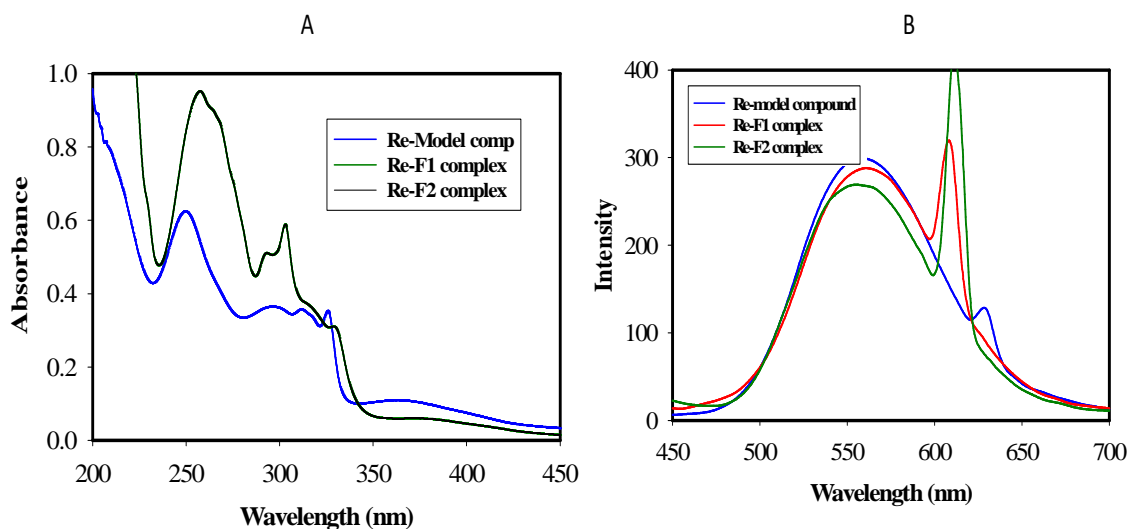 A
1.0
0.8
0.6
0.4
0.2
0.0
Absorbance
Re-Model comp
Re-F1 complex
Re-F2 complex
200 250 300 350 400 450
Wavelength (nm)
B
400
300
200
100
0
Intensity
Re-model compound
Re-F1 complex
Re-F2 complex
450 500 550 600 650 700
Wavelength (nm)